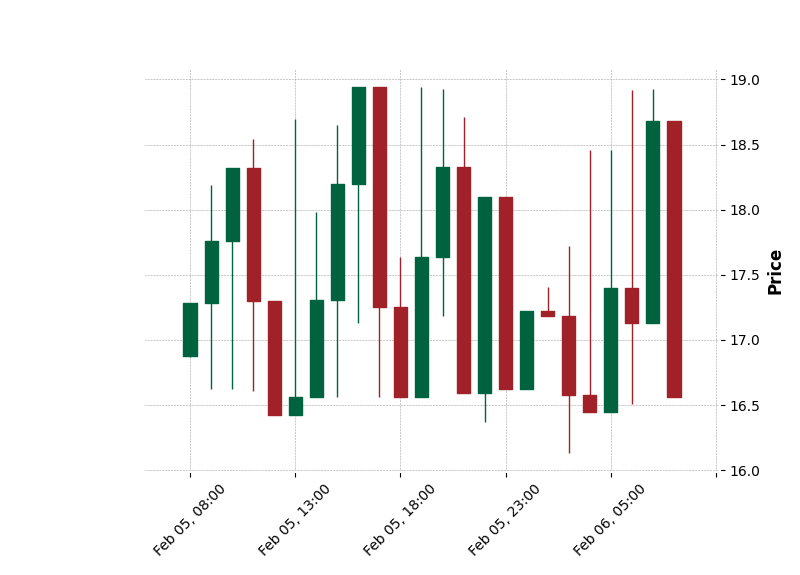 19.0
18.5
18.0
17.5
17.0
16.5
16.0
Price
Feb 05, 08:00
Feb 05, 13:00
Feb 05, 18:00
Feb 05, 23:00
Feb 06, 05:00